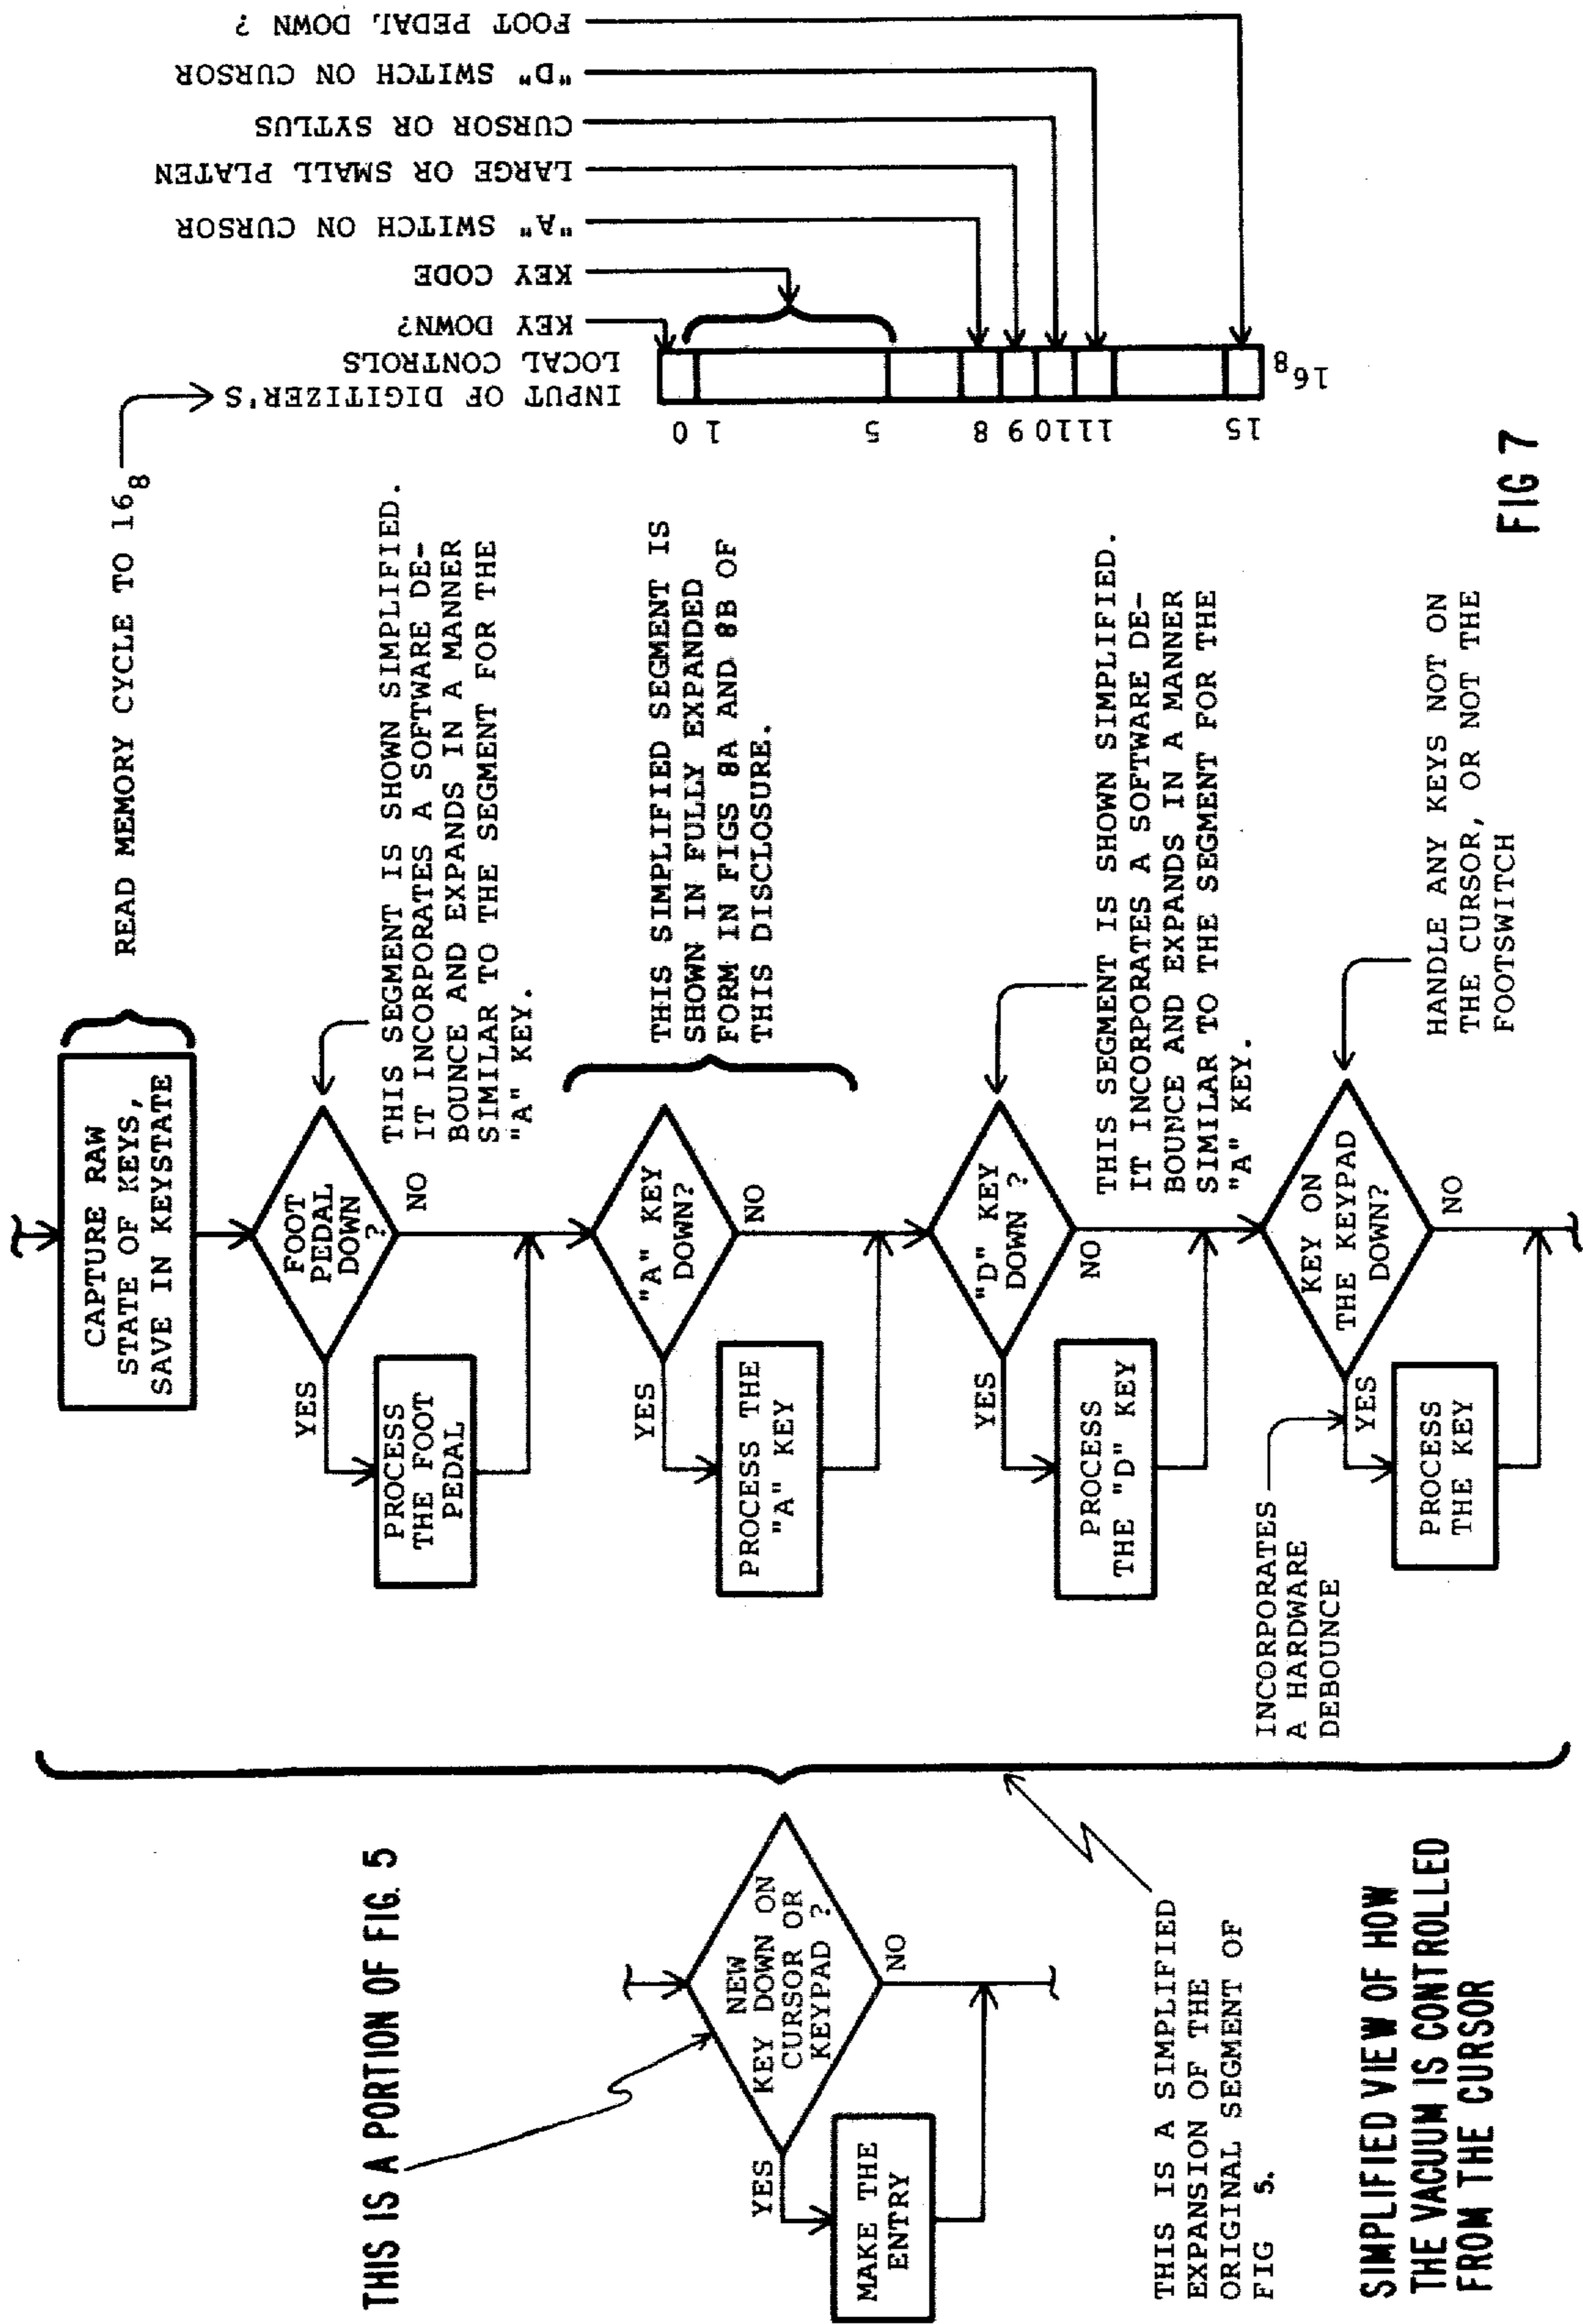 THIS IS A PORTION OF FIG. 5
NEW
KEY DOWN ON
CURSOR OR
KEYPAD ?
YES
NO
MAKE THE
ENTRY
THIS IS A SIMPLIFIED
EXPANSION OF THE
ORIGINAL SEGMENT OF
FIG 5.
SIMPLIFIED VIEW OF HOW
THE VACUUM IS CONTROLLED
FROM THE CURSOR
CAPTURE RAW
STATE OF KEYS,
SAVE IN KEYSTATE
READ MEMORY CYCLE TO 16₈
FOOT
PEDAL
DOWN
?
YES
NO
PROCESS
THE FOOT
PEDAL
THIS SEGMENT IS SHOWN SIMPLIFIED.
IT INCORPORATES A SOFTWARE DE-
BOUNCE AND EXPANDS IN A MANNER
SIMILAR TO THE SEGMENT FOR THE
"A" KEY.
"A" KEY
DOWN?
YES
NO
PROCESS THE
"A" KEY
THIS SIMPLIFIED SEGMENT IS
SHOWN IN FULLY EXPANDED
FORM IN FIGS 8A AND 8B OF
THIS DISCLOSURE.
"D" KEY
DOWN ?
YES
NO
PROCESS
THE "D" KEY
THIS SEGMENT IS SHOWN SIMPLIFIED.
IT INCORPORATES A SOFTWARE DE-
BOUNCE AND EXPANDS IN A MANNER
SIMILAR TO THE SEGMENT FOR THE
"A" KEY.
KEY ON
THE KEYPAD
DOWN?
YES
NO
PROCESS
THE KEY
INCORPORATES
A HARDWARE
DEBOUNCE
HANDLE ANY KEYS NOT ON
THE CURSOR, OR NOT THE
FOOTSWITCH
INPUT OF DIGITIZER'S
LOCAL CONTROLS
KEY DOWN?
KEY CODE
"A" SWITCH ON CURSOR
LARGE OR SMALL PLATEN
CURSOR OR SYTLUS
"D" SWITCH ON CURSOR
FOOT PEDAL DOWN ?
0 1 5 8 9 10 11 15
16₈
FIG 7